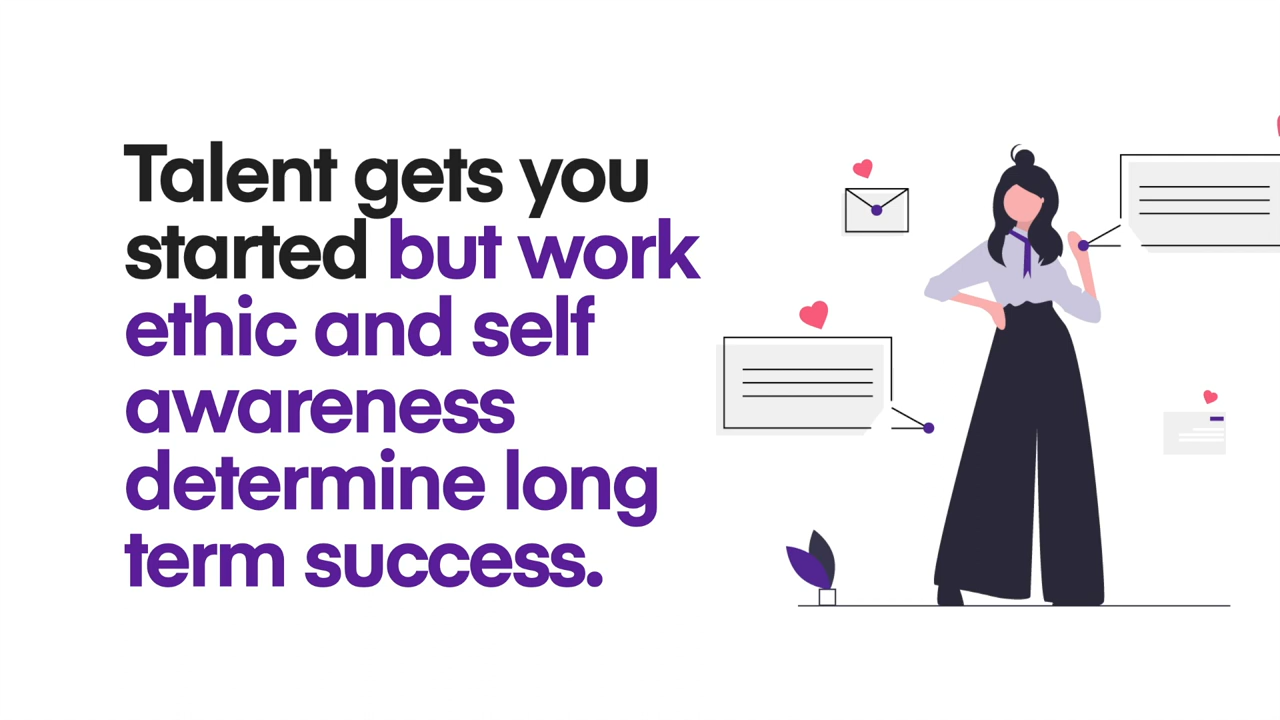 Talent gets you
started but work
ethic and self
awareness
determine long
term success.